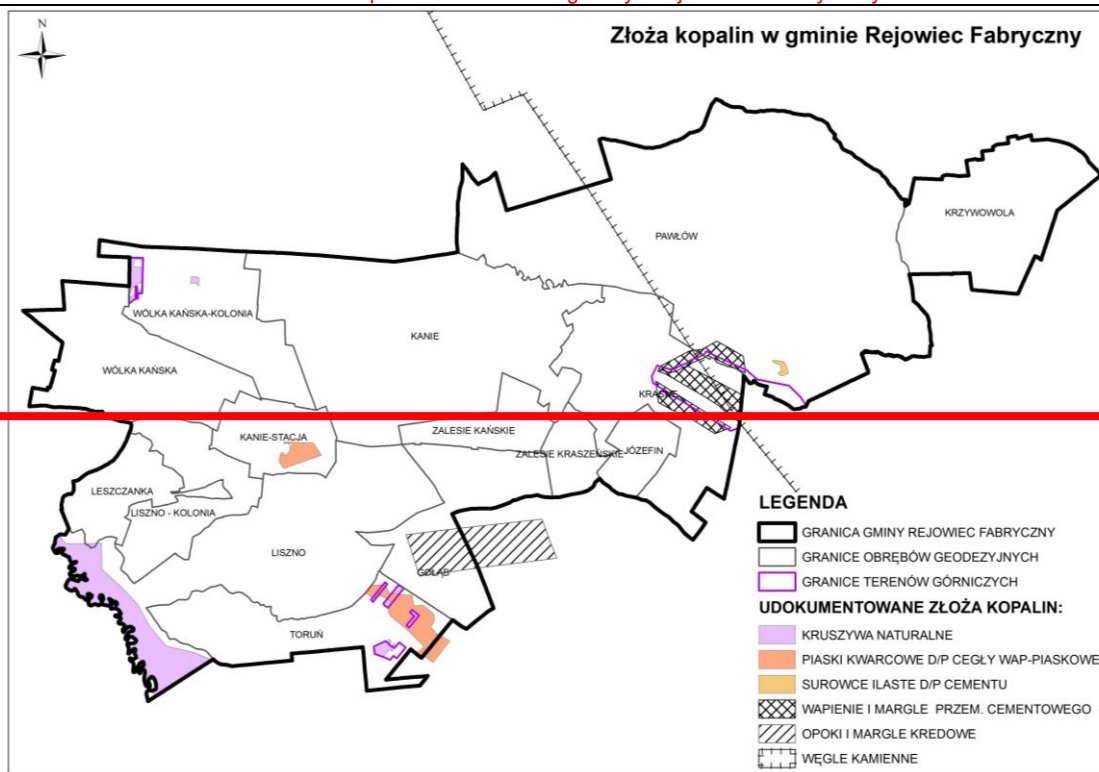 N
Złoża kopalin w gminie Rejowiec Fabryczny
KRZYWOWOLA
PAWŁÓW
WÓLKA KAŃSKA-KOLONIA
KANIE
WÓLKA KAŃSKA
KRASNE
ZALESIE KAŃSKIE
KANIE-STACJA
ZALESIE KRASZEŃSKIE
JÓZEFIN
LESZCZANKA
LISZNO - KOLONIA
LISZNO
GOŁĄB
TORUŃ
LEGENDA
GRANICA GMINY REJOWIEC FABRYCZNY
GRANICE OBRĘBÓW GEODEZYJNYCH
GRANICE TERENÓW GÓRNICZYCH
UDOKUMENTOWANE ZŁOŻA KOPALIN:
KRUSZYWA NATURALNE
PIASKI KWARCOWE D/P CEGŁY WAP-PIASKOWE
SUROWCE ILASTE D/P CEMENTU
WAPIENIE I MARGLE PRZEM. CEMENTOWEGO
OPOKI I MARGLE KREDOWE
WĘGLE KAMIENNE